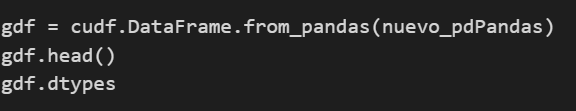 gdf = cudf.DataFrame.from_pandas(nuevo_pdPandas)
gdf.head()
gdf.dtypes